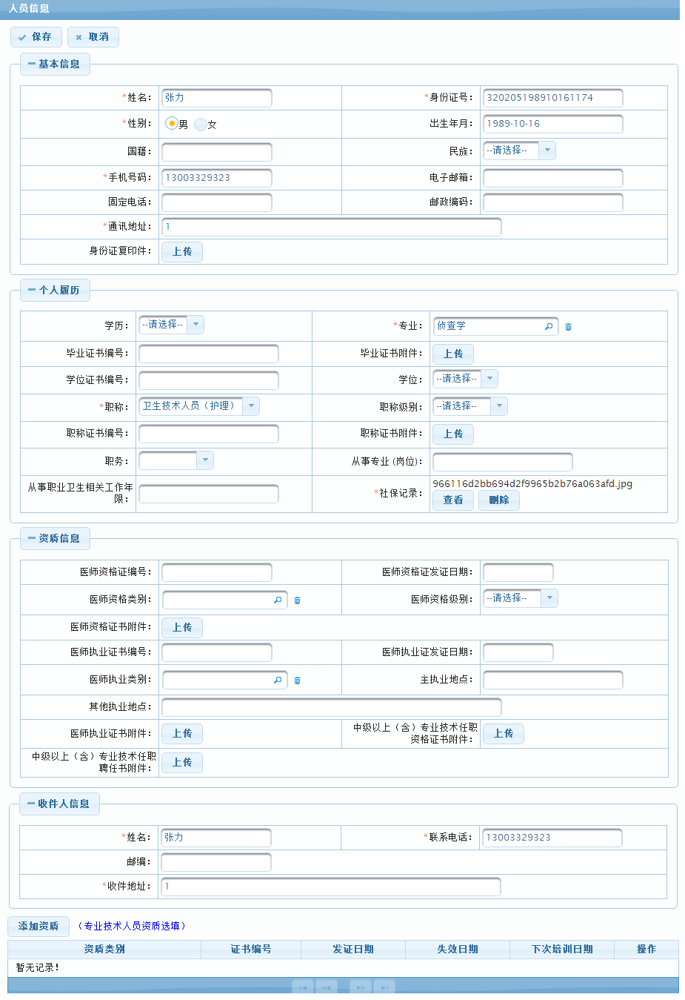 人员信息
保存 取消
基本信息
*姓名： 张力 *身份证号： 320205198910161174
*性别： 男 女 出生年月： 1989-10-16
国籍： 民族： --请选择--
*手机号码： 13003329323 电子邮箱：
固定电话： 邮政编码：
*通讯地址： 1
身份证复印件： 上传
个人履历
学历： --请选择-- *专业： 侦查学
毕业证书编号： 毕业证书附件： 上传
学位证书编号： 学位： --请选择--
*职称： 卫生技术人员（护理） 职称级别： --请选择--
职称证书编号： 职称证书附件： 上传
职务： 从事专业 (岗位)：
从事职业卫生相关工作年
限：
*社保记录： 966116d2bb694d2f9965b2b76a063afd.jpg
查看 删除
资质信息
医师资格证编号： 医师资格证发证日期：
医师资格类别： 医师资格级别： --请选择--
医师资格证书附件： 上传
医师执业证书编号： 医师执业证发证日期：
医师执业类别： 主执业地点：
其他执业地点：
医师执业证书附件： 上传 中级以上（含）专业技术任职
资格证书附件： 上传
中级以上（含）专业技术任职
聘任书附件： 上传
收件人信息
*姓名： 张力 *联系电话： 13003329323
邮编：
*收件地址： 1
添加资质 （专业技术人员资质选填）
资质类别 证书编号 发证日期 失效日期 下次培训日期 操作
暂无记录！